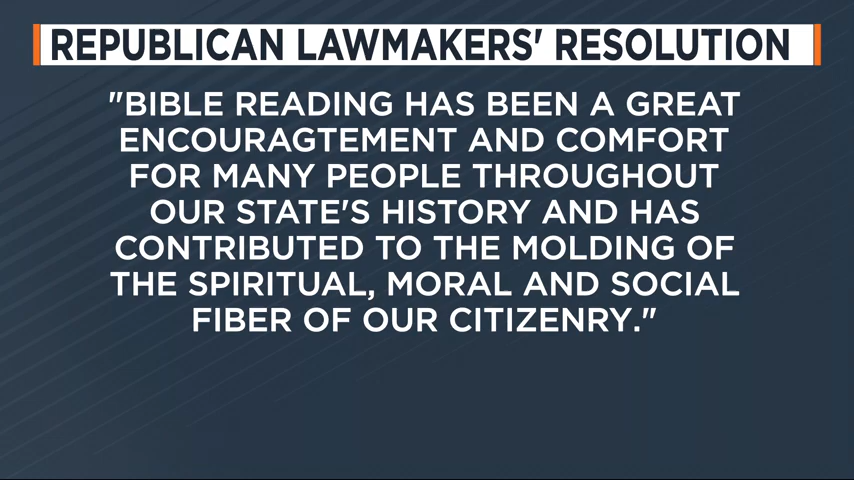 REPUBLICAN LAWMAKERS' RESOLUTION
"BIBLE READING HAS BEEN A GREAT
ENCOURAGTEMENT AND COMFORT
FOR MANY PEOPLE THROUGHOUT
OUR STATE'S HISTORY AND HAS
CONTRIBUTED TO THE MOLDING OF
THE SPIRITUAL, MORAL AND SOCIAL
FIBER OF OUR CITIZENRY."